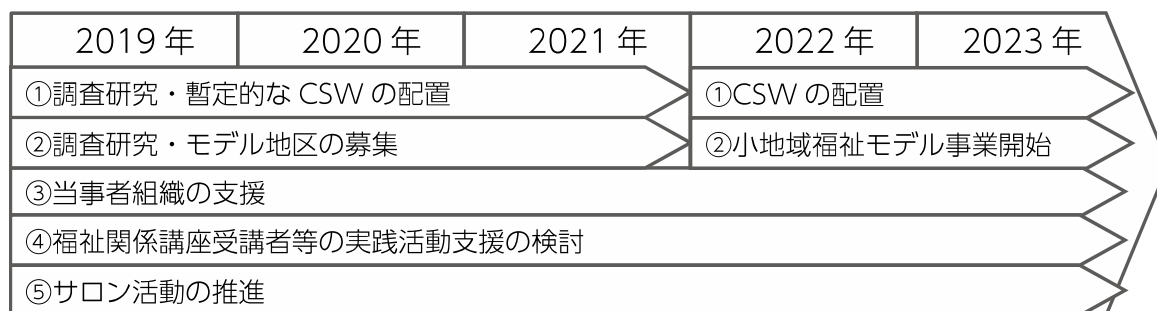 2019年 2020年 2021年 2022年 2023年
①調査研究・暫定的なCSWの配置 ①CSWの配置
②調査研究・モデル地区の募集 ②小地域福祉モデル事業開始
③当事者組織の支援
④福祉関係講座受講者等の実践活動支援の検討
⑤サロン活動の推進